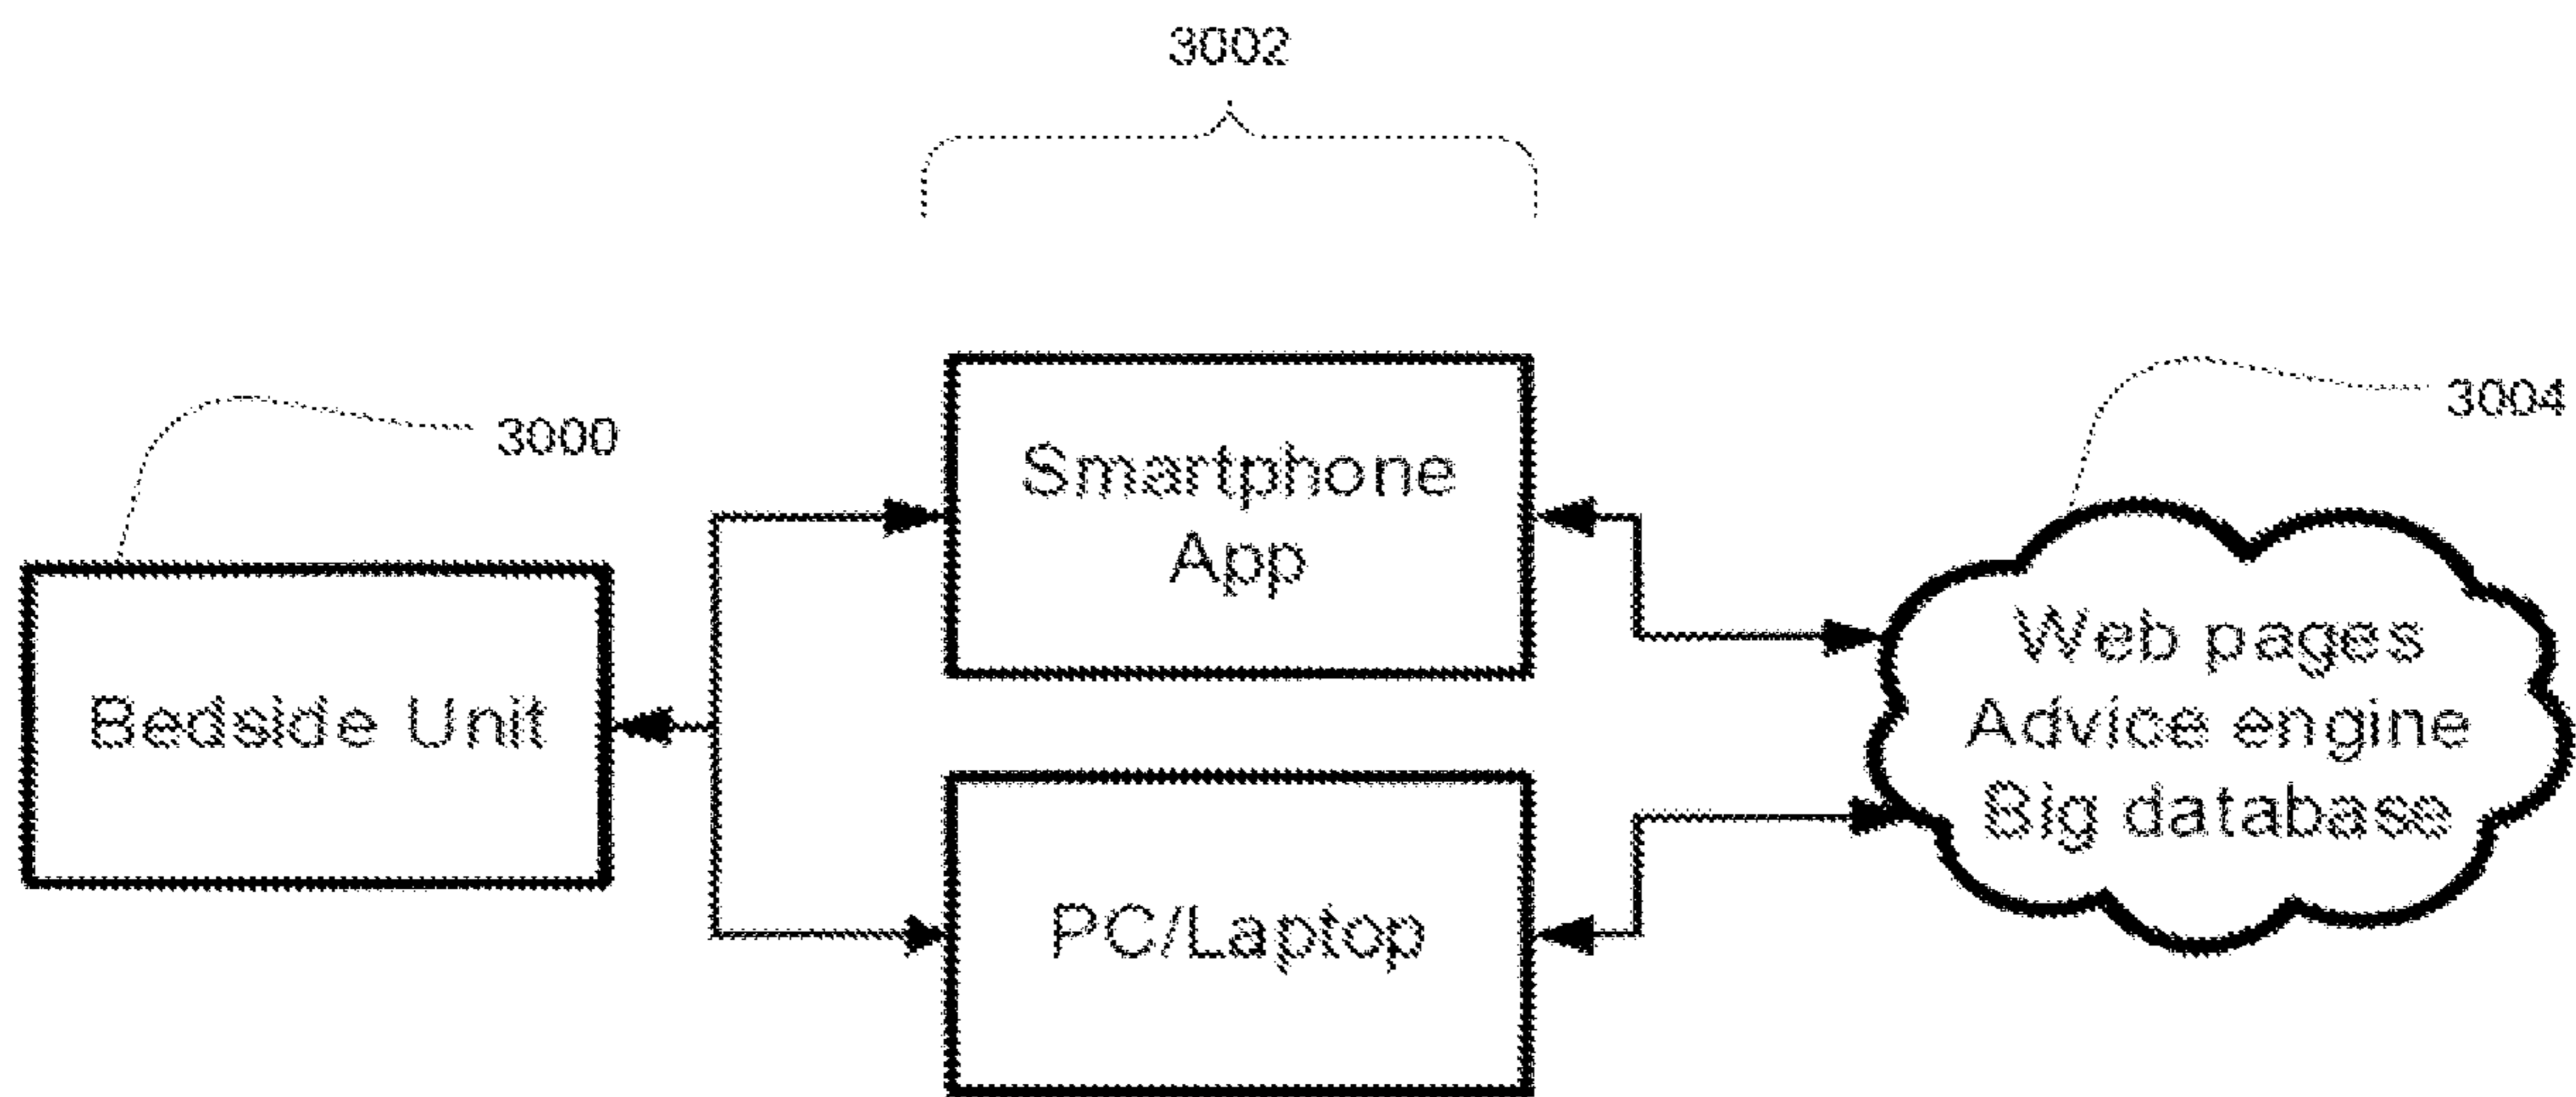 3002
3000
3004
Smartphone
App
Bedside Unit
PC/Laptop
Web pages
Advice engine
Big database